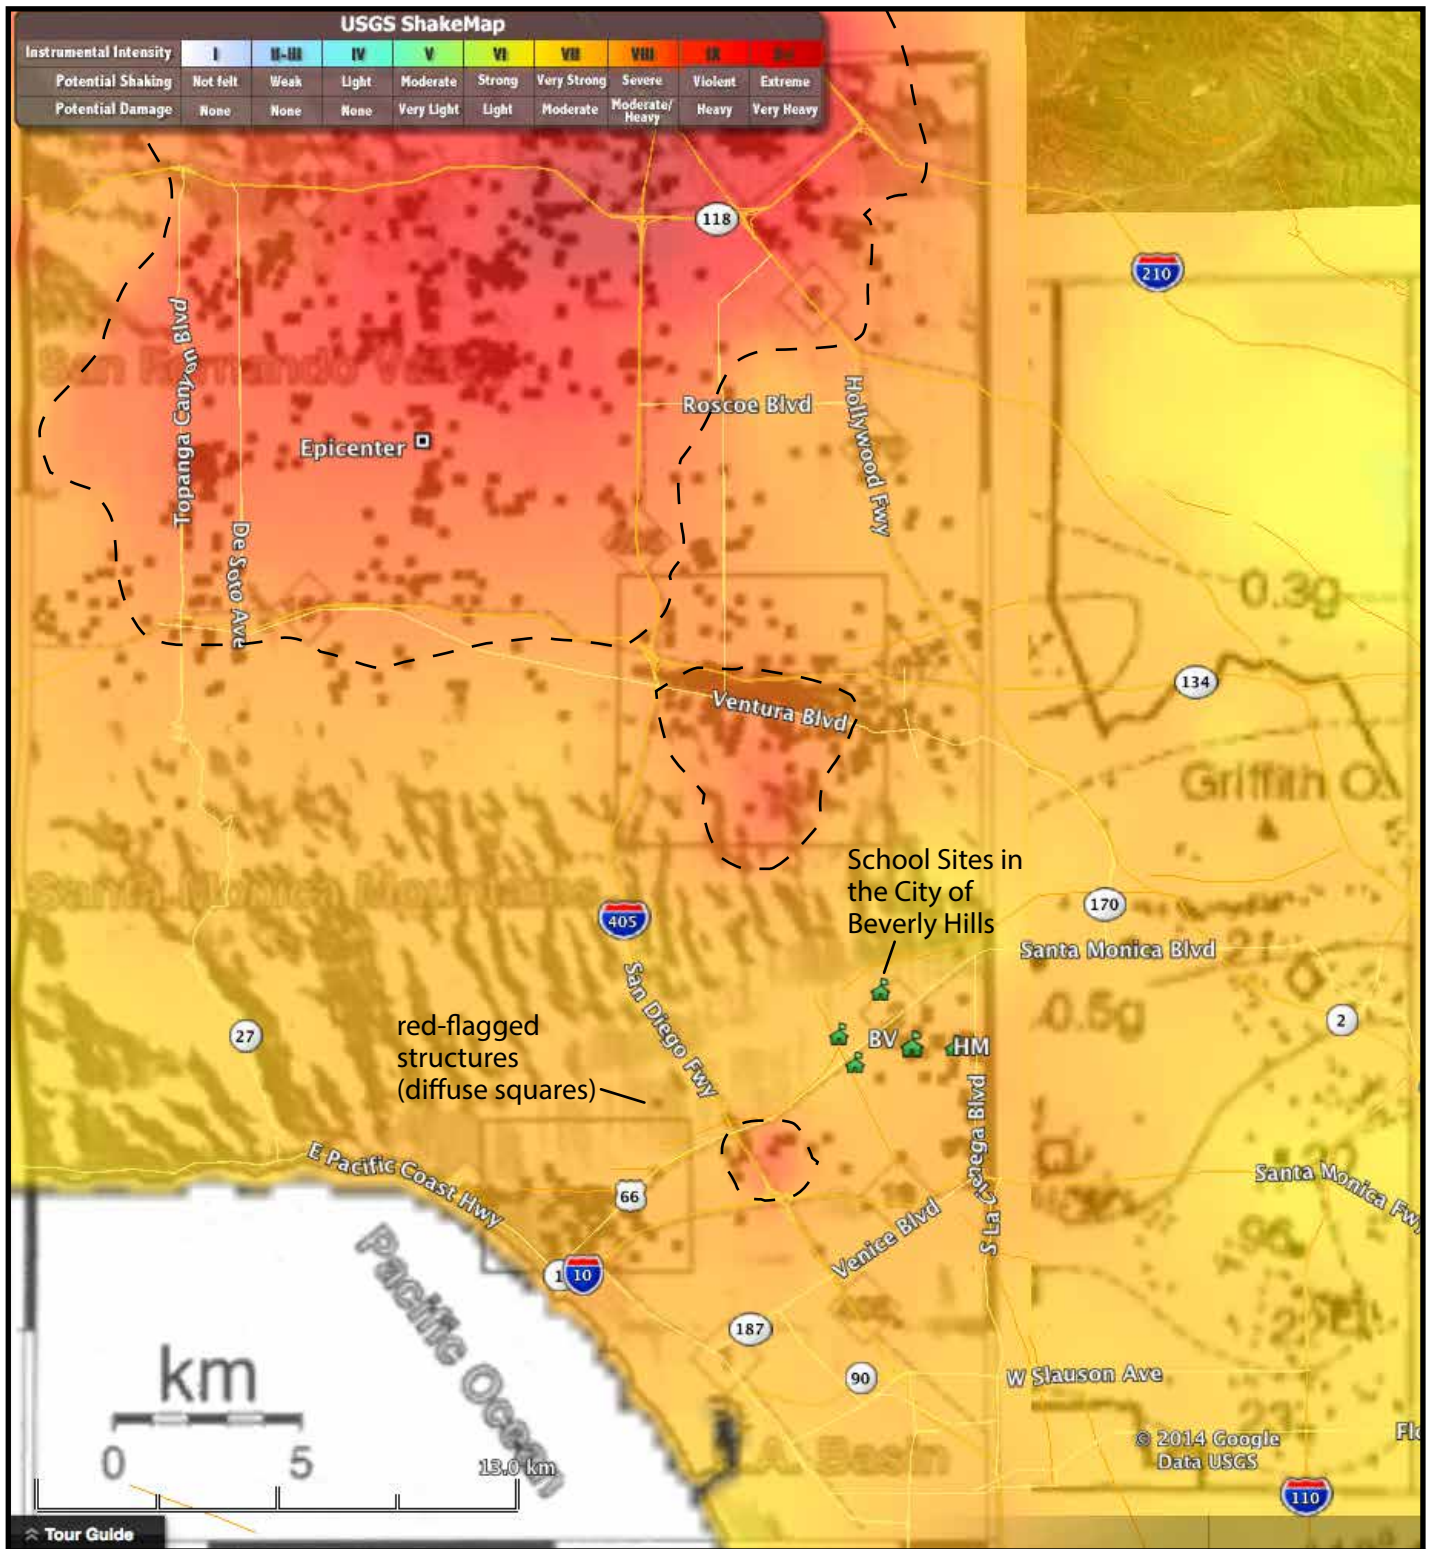 USGS ShakeMap
Instrumental Intensity I II-III IV V VI VII VIII IX X+
Potential Shaking Not felt Weak Light Moderate Strong Very Strong Severe Violent Extreme
Potential Damage None None None Very Light Light Moderate Moderate/Heavy Heavy Very Heavy
118
210
San Fernando Valley
Topanga Canyon Blvd
Roscoe Blvd
Hollywood Fwy
Epicenter
De Soto Ave
0.3g
134
Ventura Blvd
Griffith O.
School Sites in
the City of
Beverly Hills
Santa Monica Mountains
405
170
Santa Monica Blvd
21
San Diego Fwy
0.5g
2
red-flagged
structures
(diffuse squares)
27
BV
HM
S La Cienega Blvd
E Pacific Coast Hwy
66
Santa Monica Fwy
96
Venice Blvd
Pacific Ocean
1
10
187
90
W Slauson Ave
km
0 5
13.0 km
L.A. Basin
23
© 2014 Google
Data USGS
110
Tour Guide